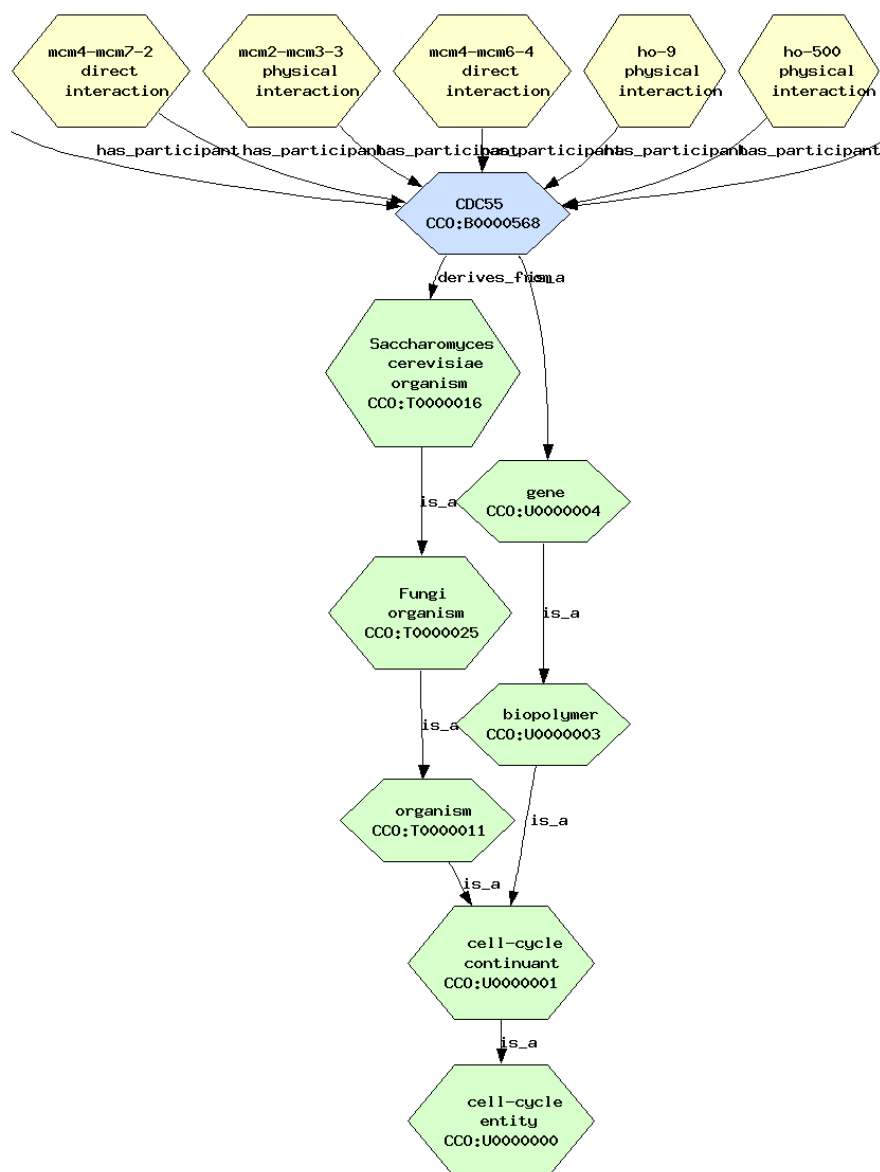 mcm4-mcm7-2
direct
interaction
mcm2-mcm3-3
physical
interaction
mcm4-mcm6-4
direct
interaction
ho-9
physical
interaction
ho-500
physical
interaction
has_participant
has_participant
has_participant
has_participant
has_participant
has_participant
CDC55
CCO:B0000568
derives_from
is_a
Saccharomyces
cerevisiae
organism
CCO:T0000016
is_a
gene
CCO:U0000004
Fungi
organism
CCO:T0000025
is_a
is_a
biopolymer
CCO:U0000003
organism
CCO:T0000011
is_a
is_a
cell-cycle
continuant
CCO:U0000001
is_a
cell-cycle
entity
CCO:U0000000